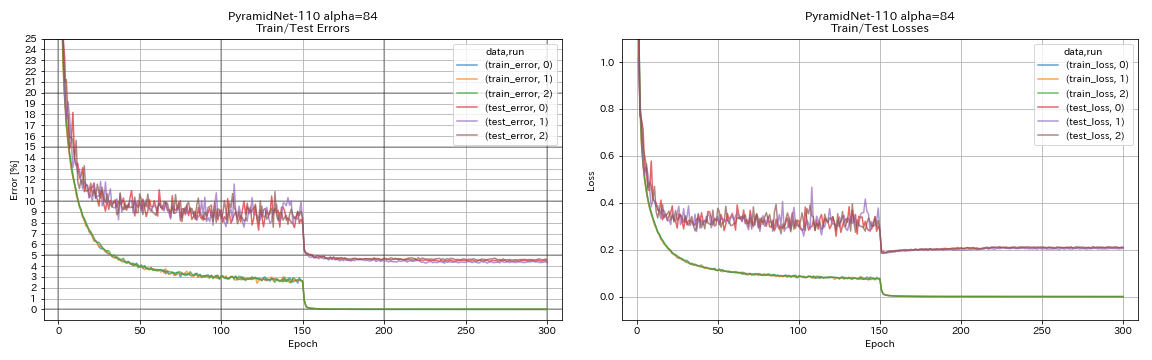 PyramidNet-110 alpha=84
Train/Test Errors
25
24
23
22
21
20
19
18
17
16
15
14
13
12
11
10
9
8
7
6
5
4
3
2
1
0
Error [%]
data,run
(train_error, 0)
(train_error, 1)
(train_error, 2)
(test_error, 0)
(test_error, 1)
(test_error, 2)
0 50 100 150 200 250 300
Epoch
PyramidNet-110 alpha=84
Train/Test Losses
1.0
0.8
0.6
0.4
0.2
0.0
Loss
data,run
(train_loss, 0)
(train_loss, 1)
(train_loss, 2)
(test_loss, 0)
(test_loss, 1)
(test_loss, 2)
0 50 100 150 200 250 300
Epoch